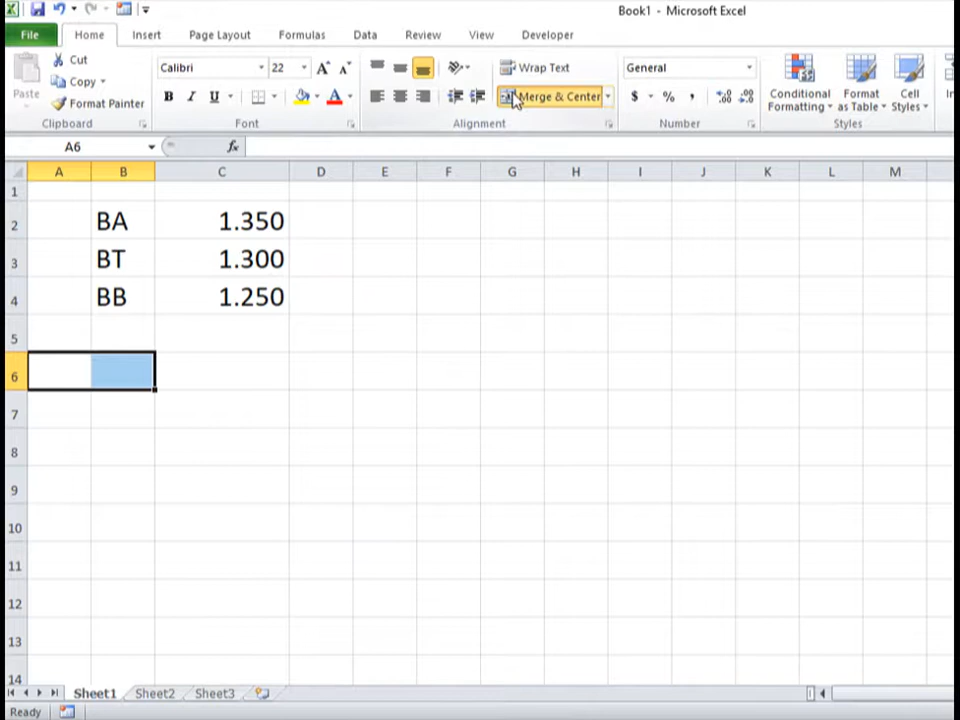 Book1 - Microsoft Excel
File Home Insert Page Layout Formulas Data Review View Developer
Paste Cut Copy Format Painter
Calibri 22 A A
B I U A
Wrap Text
Merge & Center
General
$ % , .00 .0
Conditional Formatting Format as Table Cell Styles
Clipboard Font Alignment Number Styles
A6 fx
A B C D E F G H I J K L M
1
2 BA 1.350
3 BT 1.300
4 BB 1.250
5
6
7
8
9
10
11
12
13
14
Sheet1 Sheet2 Sheet3
Ready